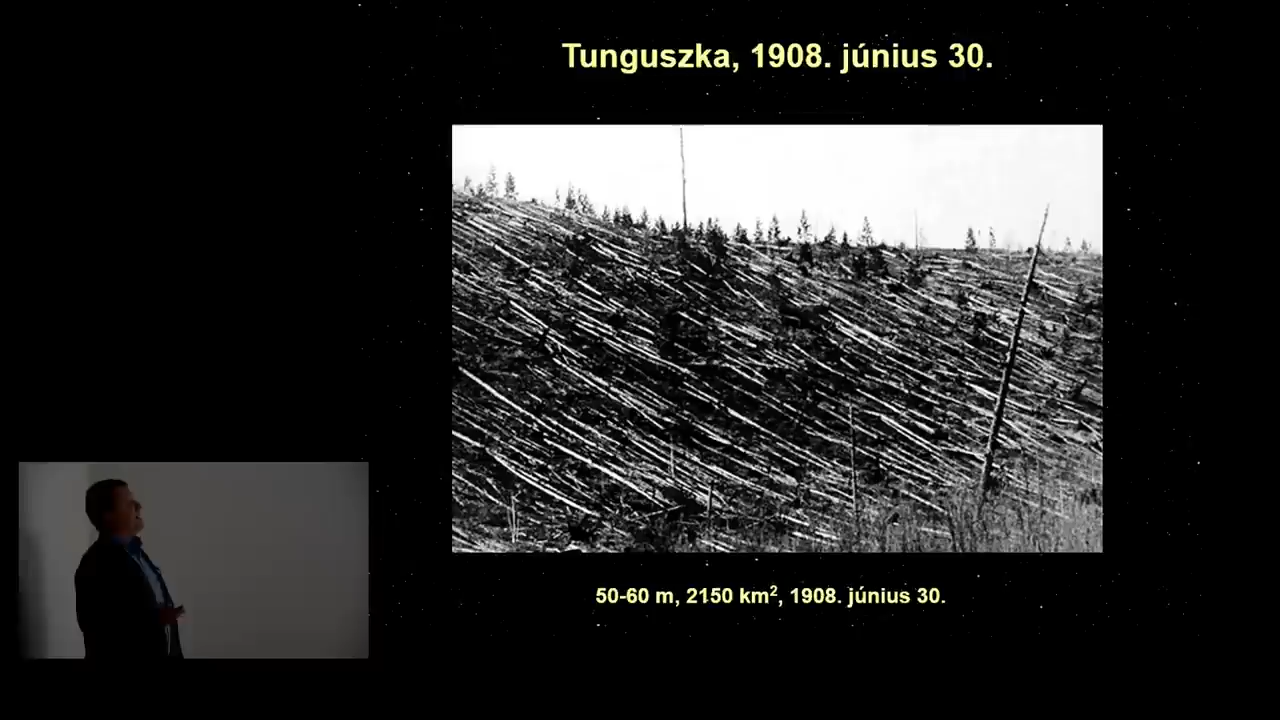 Tunguszka, 1908. június 30.
50-60 m, 2150 km², 1908. június 30.